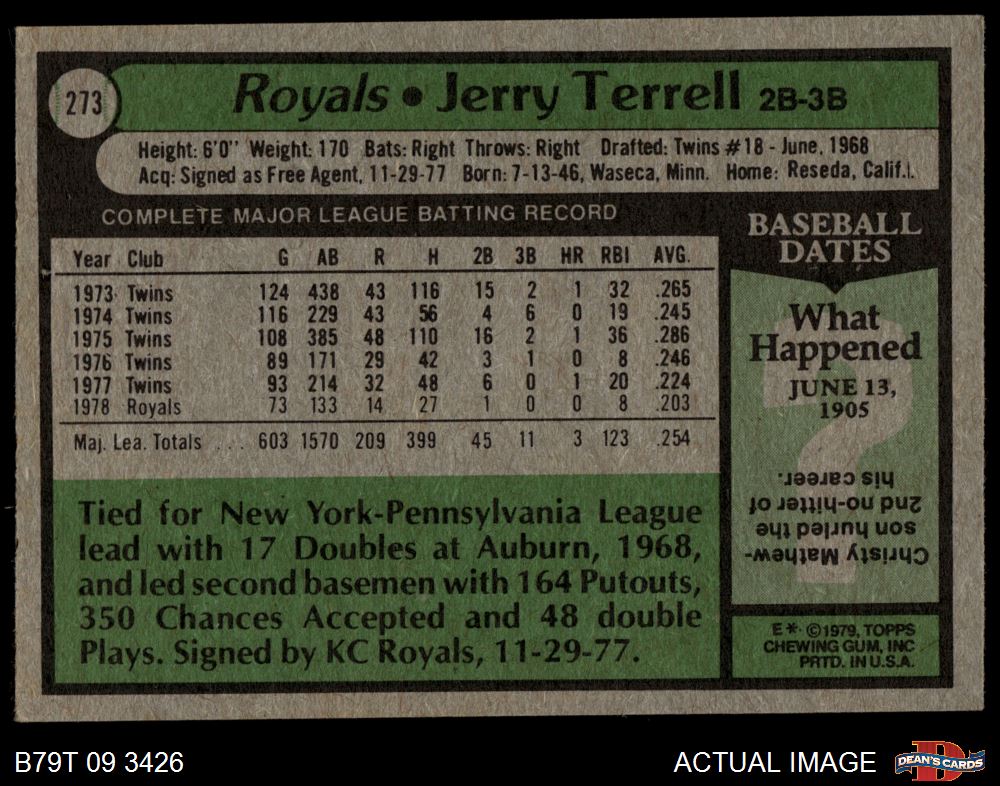 273
Royals • Jerry Terrell 2B-3B
Height: 6'0" Weight: 170 Bats: Right Throws: Right Drafted: Twins #18 - June, 1968
Acq: Signed as Free Agent, 11-29-77 Born: 7-13-46, Waseca, Minn. Home: Reseda, Calif.
COMPLETE MAJOR LEAGUE BATTING RECORD
Year Club G AB R H 2B 3B HR RBI AVG.
1973 Twins 124 438 43 116 15 2 1 32 .265
1974 Twins 116 229 43 56 4 6 0 19 .245
1975 Twins 108 385 48 110 16 2 1 36 .286
1976 Twins 89 171 29 42 3 1 0 8 .246
1977 Twins 93 214 32 48 6 0 1 20 .224
1978 Royals 73 133 14 27 1 0 0 8 .203
Maj. Lea. Totals ... 603 1570 209 399 45 11 3 123 .254
Tied for New York-Pennsylvania League
lead with 17 Doubles at Auburn, 1968,
and led second basemen with 164 Putouts,
350 Chances Accepted and 48 double
Plays. Signed by KC Royals, 11-29-77.
BASEBALL
DATES
What
Happened
JUNE 13,
1905
?
Christy Mathew-
son hurled the
2nd no-hitter of
his career.
E* ©1979, TOPPS
CHEWING GUM, INC
PRTD. IN U.S.A.
B79T 09 3426
ACTUAL IMAGE
D
DEAN'S CARDS